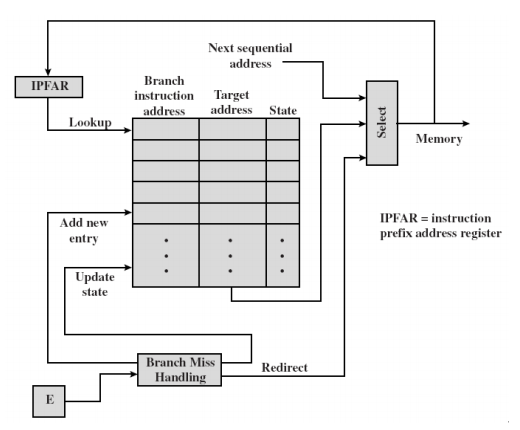 Next sequential
address
IPFAR
Branch
instruction
address
Target
address
State
Lookup
Select
Memory
Add new
entry
IPFAR = instruction
prefix address register
Update
state
Branch Miss
Handling
Redirect
E